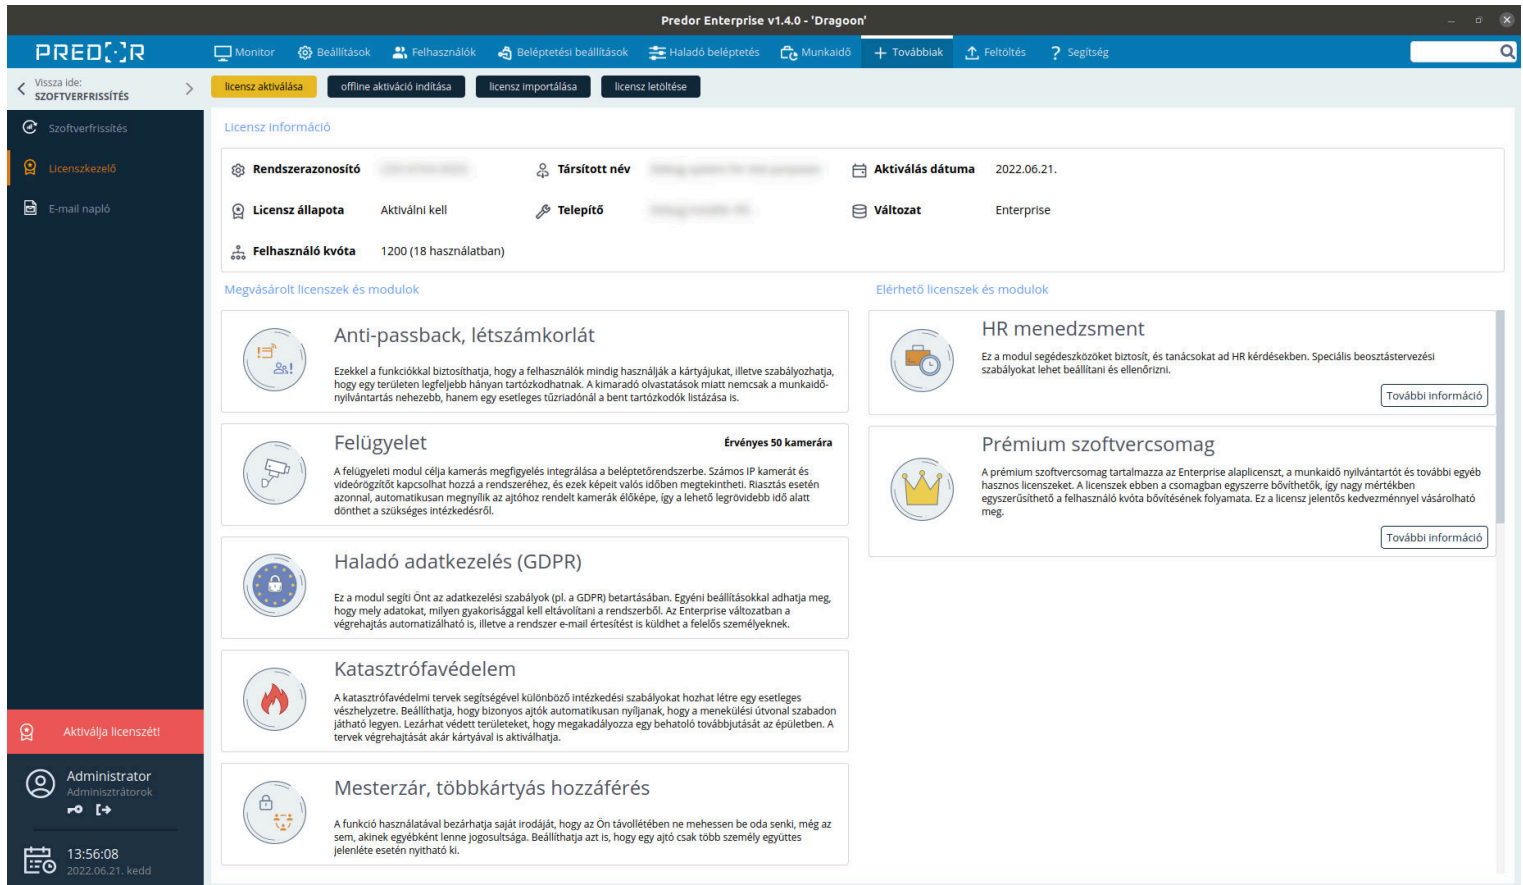 Predor Enterprise v1.4.0 - 'Dragoon'
PREDOR
Monitor Beállítások Felhasználók Beléptetési beállítások Haladó beléptetés Munkaidő Továbbiak Feltöltés Segítség
Vissza ide:
SZOFTVERFRISSÍTÉS
licensz aktiválása offline aktiváció indítása licensz importálása licensz letöltése
Szoftverfrissítés
Licenszkezelő
E-mail napló
Licensz információ
Rendszerazonosító Társított név Aktiválás dátuma 2022.06.21.
Licensz állapota Aktiválni kell Telepítő Változat Enterprise
Felhasználó kvóta 1200 (18 használatban)
Megvásárolt licenszek és modulok
Anti-passback, létszámkorlát
Ezekkel a funkciókkal biztosíthatja, hogy a felhasználók mindig használják a kártyájukat, illetve szabályozhatja,
hogy egy területen legfeljebb hányan tartózkodhatnak. A kimaradó olvastatások miatt nemcsak a munkaidő-
nyilvántartás nehezebb, hanem egy esetleges tűzriadónál a bent tartózkodók listázása is.
Felügyelet
Érvényes 50 kamerára
A felügyeleti modul célja kamerás megfigyelés integrálása a beléptetőrendszerbe. Számos IP kamerát és
videórögzítőt kapcsolhat hozzá a rendszeréhez, és ezek képeit valós időben megtekintheti. Riasztás esetén
azonnal, automatikusan megnyílik az ajtóhoz rendelt kamerák élőképe, így a lehető legrövidebb idő alatt
dönthet a szükséges intézkedésről.
Haladó adatkezelés (GDPR)
Ez a modul segíti Önt az adatkezelési szabályok (pl. a GDPR) betartásában. Egyéni beállításokkal adhatja meg,
hogy mely adatokat, milyen gyakorisággal kell eltávolítani a rendszerből. Az Enterprise változatban a
végrehajtás automatizálható is, illetve a rendszer e-mail értesítést is küldhet a felelős személyeknek.
Katasztrófavédelem
A katasztrófavédelmi tervek segítségével különböző intézkedési szabályokat hozhat létre egy esetleges
vészhelyzetre. Beállíthatja, hogy bizonyos ajtók automatikusan nyíljanak, hogy a menekülési útvonal szabadon
játható legyen. Lezárhat védett területeket, hogy megakadályozza egy behatoló továbbjutását az épületben. A
tervek végrehajtását akár kártyával is aktiválhatja.
Mesterzár, többkártyás hozzáférés
A funkció használatával bezárhatja saját irodáját, hogy az Ön távollétében ne mehessen be oda senki, még az
sem, akinek egyébként lenne jogosultsága. Beállíthatja azt is, hogy egy ajtó csak több személy együttes
jelenléte esetén nyitható ki.
Elérhető licenszek és modulok
HR menedzsment
Ez a modul segédeszközöket biztosít, és tanácsokat ad HR kérdésekben. Speciális beosztástervezési
szabályokat lehet beállítani és ellenőrizni.
További információ
Prémium szoftvercsomag
A prémium szoftvercsomag tartalmazza az Enterprise alaplicenszt, a munkaidő nyilvántartót és további egyéb
hasznos licenszeket. A licenszek ebben a csomagban egyszerre bővíthetők, így nagy mértékben
egyszerűsíthető a felhasználó kvóta bővítésének folyamata. Ez a licensz jelentős kedvezménnyel vásárolható
meg.
További információ
Aktiválja licenszét!
Administrator
Adminisztrátorok
13:56:08
2022.06.21. kedd